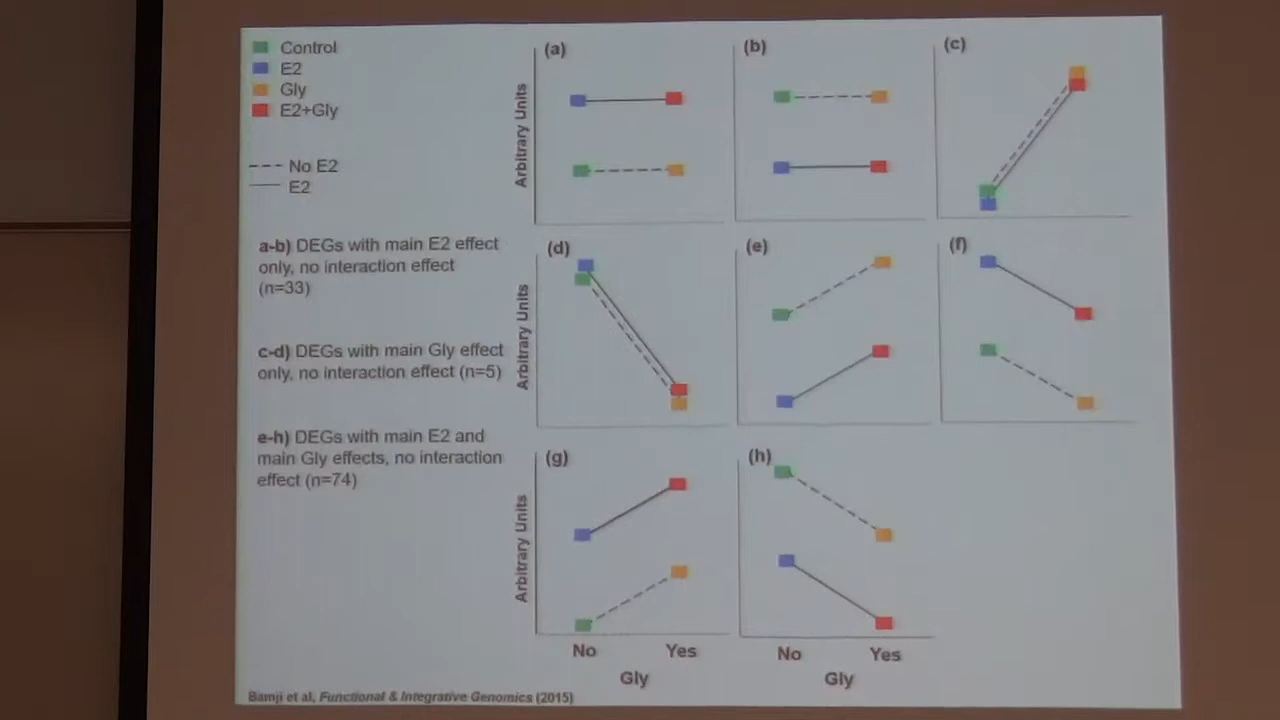 Control
E2
Gly
E2+Gly
No E2
E2
a-b) DEGs with main E2 effect
only, no interaction effect
(n=33)
c-d) DEGs with main Gly effect
only, no interaction effect (n=5)
e-h) DEGs with main E2 and
main Gly effects, no interaction
effect (n=74)
(a)
(b)
(c)
Arbitrary Units
(d)
(e)
(f)
Arbitrary Units
(g)
(h)
Arbitrary Units
No
Yes
No
Yes
Gly
Gly
Bamji et al, Functional & Integrative Genomics (2015)